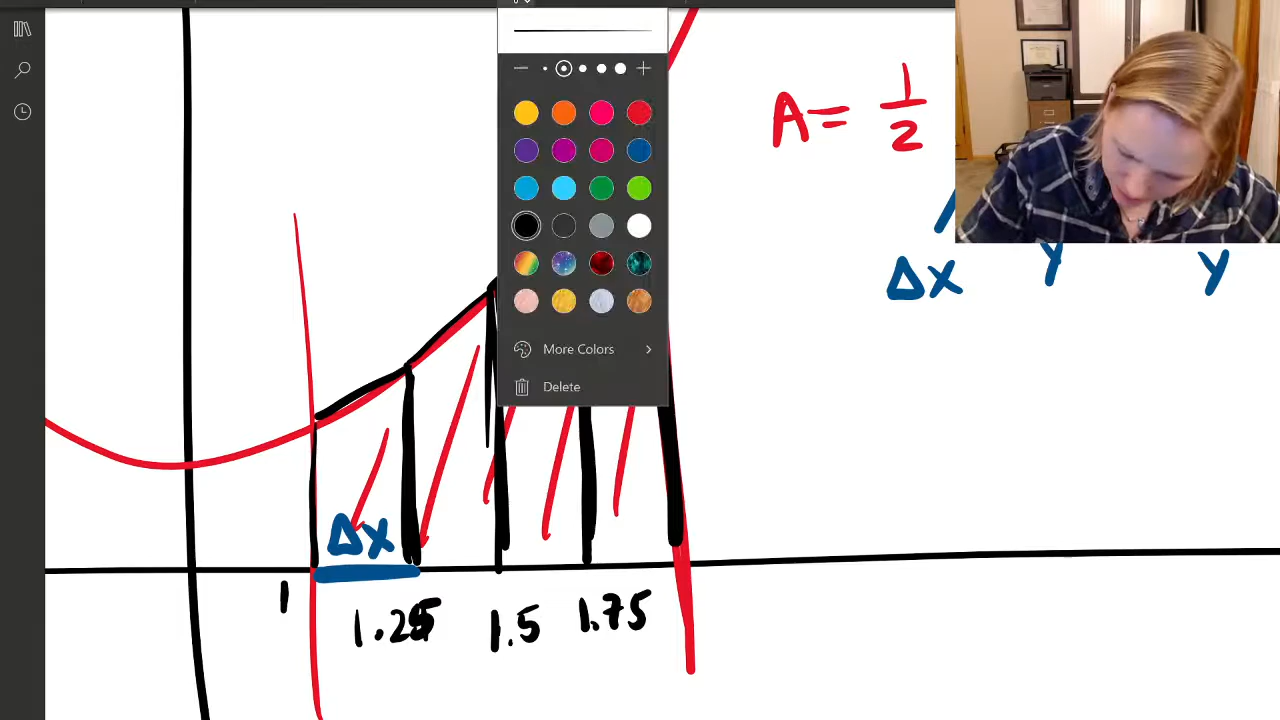 A = 1/2
Δx y y
More Colors
Delete
Δx
1 1.25 1.5 1.75